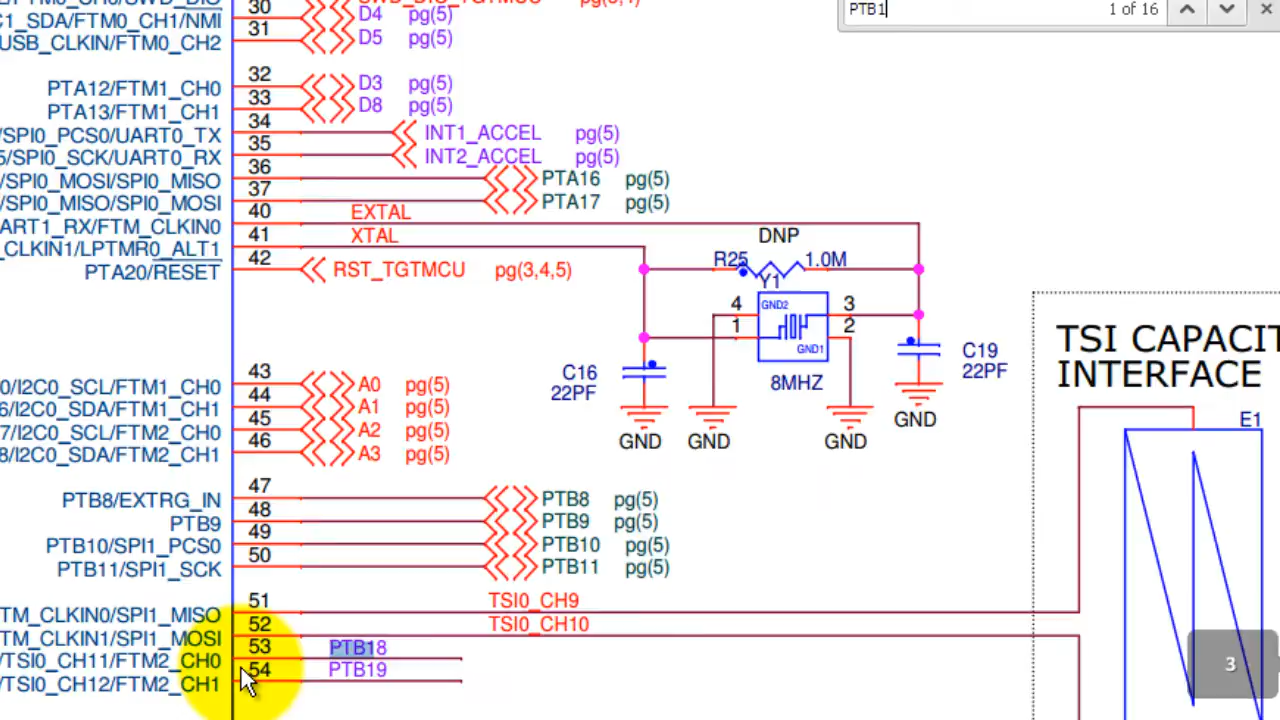 30
C1_SDA/FTM0_CH1/NMI
D4 pg(5)
31
USB_CLKIN/FTM0_CH2
D5 pg(5)
PTB1
1 of 16
32
PTA12/FTM1_CH0
D3 pg(5)
33
PTA13/FTM1_CH1
D8 pg(5)
34
/SPI0_PCS0/UART0_TX
INT1_ACCEL pg(5)
35
5/SPI0_SCK/UART0_RX
INT2_ACCEL pg(5)
36
/SPI0_MOSI/SPI0_MISO
PTA16 pg(5)
37
/SPI0_MISO/SPI0_MOSI
PTA17 pg(5)
40
EXTAL
ART1_RX/FTM_CLKIN0
41
XTAL
_CLKIN1/LPTMR0_ALT1
42
PTA20/RESET
RST_TGTMCU pg(3,4,5)
DNP
R25 1.0M
Y1
4 GND2 3
1 GND1 2
8MHZ
C16
22PF
C19
22PF
GND
GND
GND
GND
TSI CAPACIT
INTERFACE
E1
43
0/I2C0_SCL/FTM1_CH0
A0 pg(5)
44
6/I2C0_SDA/FTM1_CH1
A1 pg(5)
45
7/I2C0_SCL/FTM2_CH0
A2 pg(5)
46
8/I2C0_SDA/FTM2_CH1
A3 pg(5)
47
PTB8/EXTRG_IN
PTB8 pg(5)
48
PTB9
PTB9 pg(5)
49
PTB10/SPI1_PCS0
PTB10 pg(5)
50
PTB11/SPI1_SCK
PTB11 pg(5)
51
TM_CLKIN0/SPI1_MISO
TSI0_CH9
52
TM_CLKIN1/SPI1_MOSI
TSI0_CH10
53
/TSI0_CH11/FTM2_CH0
PTB18
54
/TSI0_CH12/FTM2_CH1
PTB19
3